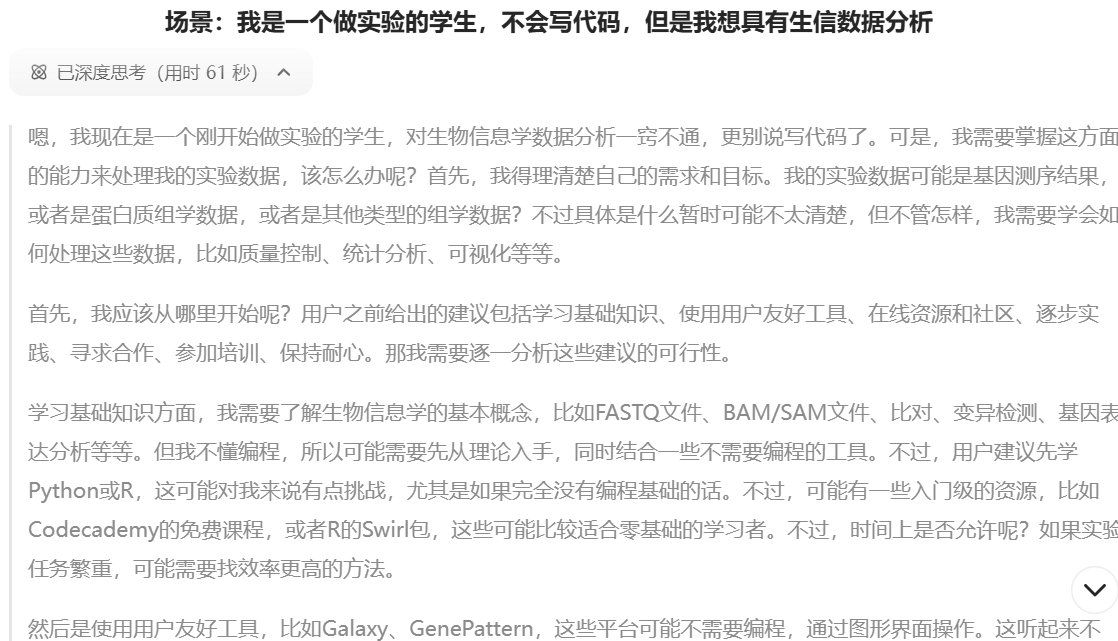 场景：我是一个做实验的学生，不会写代码，但是我想具有生信数据分析
已深度思考（用时 61 秒）
嗯，我现在是一个刚开始做实验的学生，对生物信息学数据分析一窍不通，更别说写代码了。可是，我需要掌握这方面
的能力来处理我的实验数据，该怎么办呢？首先，我得理清楚自己的需求和目标。我的实验数据可能是基因测序结果，
或者是蛋白质组学数据，或者是其他类型的组学数据？不过具体是什么暂时可能不太清楚，但不管怎样，我需要学会如
何处理这些数据，比如质量控制、统计分析、可视化等等。
首先，我应该从哪里开始呢？用户之前给出的建议包括学习基础知识、使用用户友好工具、在线资源和社区、逐步实
践、寻求合作、参加培训、保持耐心。那我需要逐一分析这些建议的可行性。
学习基础知识方面，我需要了解生物信息学的基本概念，比如FASTQ文件、BAM/SAM文件、比对、变异检测、基因表
达分析等等。但我不懂编程，所以可能需要先从理论入手，同时结合一些不需要编程的工具。不过，用户建议先学
Python或R，这可能对我来说有点挑战，尤其是如果完全没有编程基础的话。不过，可能有一些入门级的资源，比如
Codecademy的免费课程，或者R的Swirl包，这些可能比较适合零基础的学习者。不过，时间上是否允许呢？如果实验
任务繁重，可能需要找效率更高的方法。
然后是使用用户友好工具，比如Galaxy、GenePattern，这些平台可能不需要编程，通过图形界面操作。这听起来不